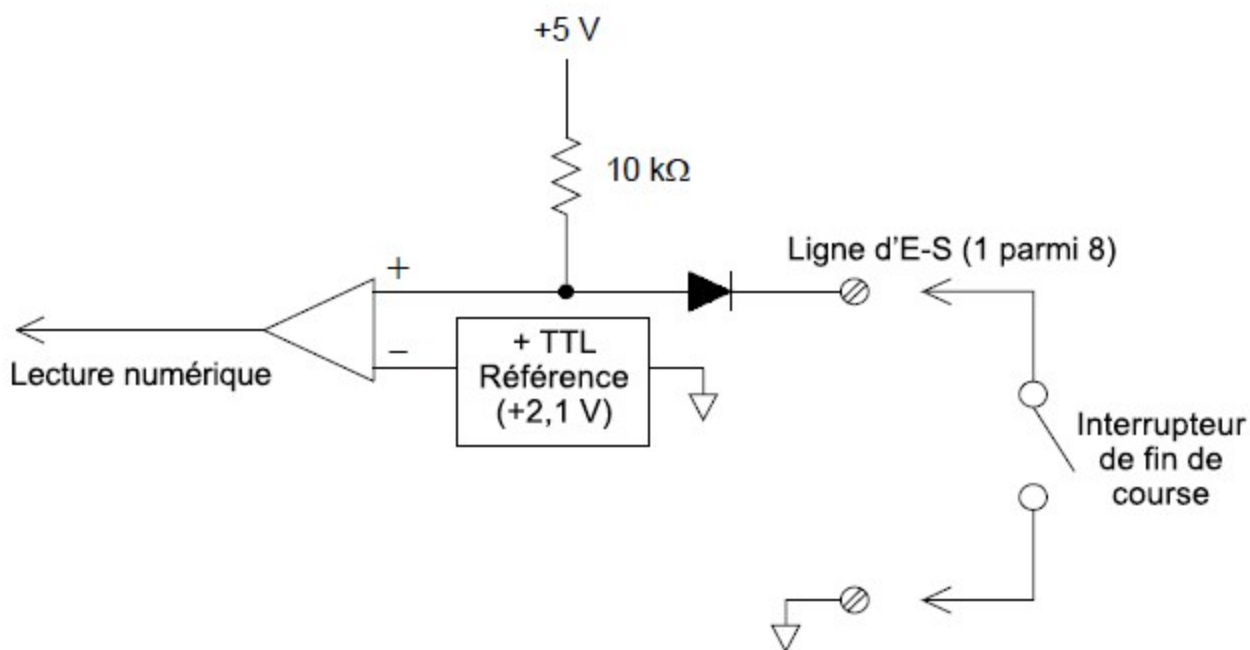 +5 V
10 kΩ
Ligne d'E-S (1 parmi 8)
+
+ TTL
Référence
(+2,1 V)
−
Lecture numérique
Interrupteur
de fin de
course